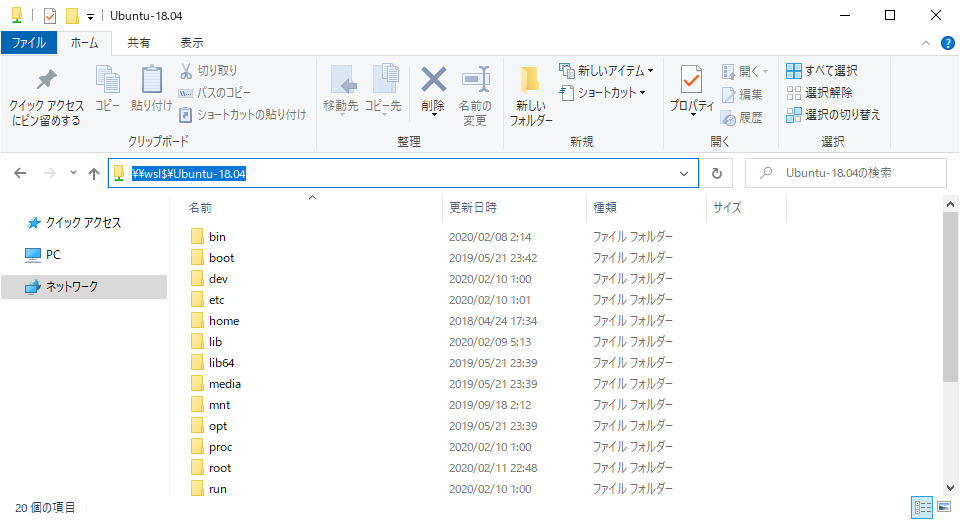 Ubuntu-18.04
ファイル ホーム 共有 表示
クイック アクセス
にピン留めする
コピー
貼り付け
切り取り
パスのコピー
ショートカットの貼り付け
クリップボード
移動先
コピー先
削除
名前の
変更
整理
新しい
フォルダー
新しいアイテム
ショートカット
新規
プロパティ
開く
編集
履歴
開く
すべて選択
選択解除
選択の切り替え
選択
¥¥wsl$¥Ubuntu-18.04
Ubuntu-18.04の検索
クイック アクセス
PC
ネットワーク
名前 更新日時 種類 サイズ
bin 2020/02/08 2:14 ファイル フォルダー
boot 2019/05/21 23:42 ファイル フォルダー
dev 2020/02/10 1:00 ファイル フォルダー
etc 2020/02/10 1:01 ファイル フォルダー
home 2018/04/24 17:34 ファイル フォルダー
lib 2020/02/09 5:13 ファイル フォルダー
lib64 2019/05/21 23:39 ファイル フォルダー
media 2019/05/21 23:39 ファイル フォルダー
mnt 2019/09/18 2:12 ファイル フォルダー
opt 2019/05/21 23:39 ファイル フォルダー
proc 2020/02/10 1:00 ファイル フォルダー
root 2020/02/11 22:48 ファイル フォルダー
run 2020/02/10 1:00 ファイル フォルダー
20 個の項目